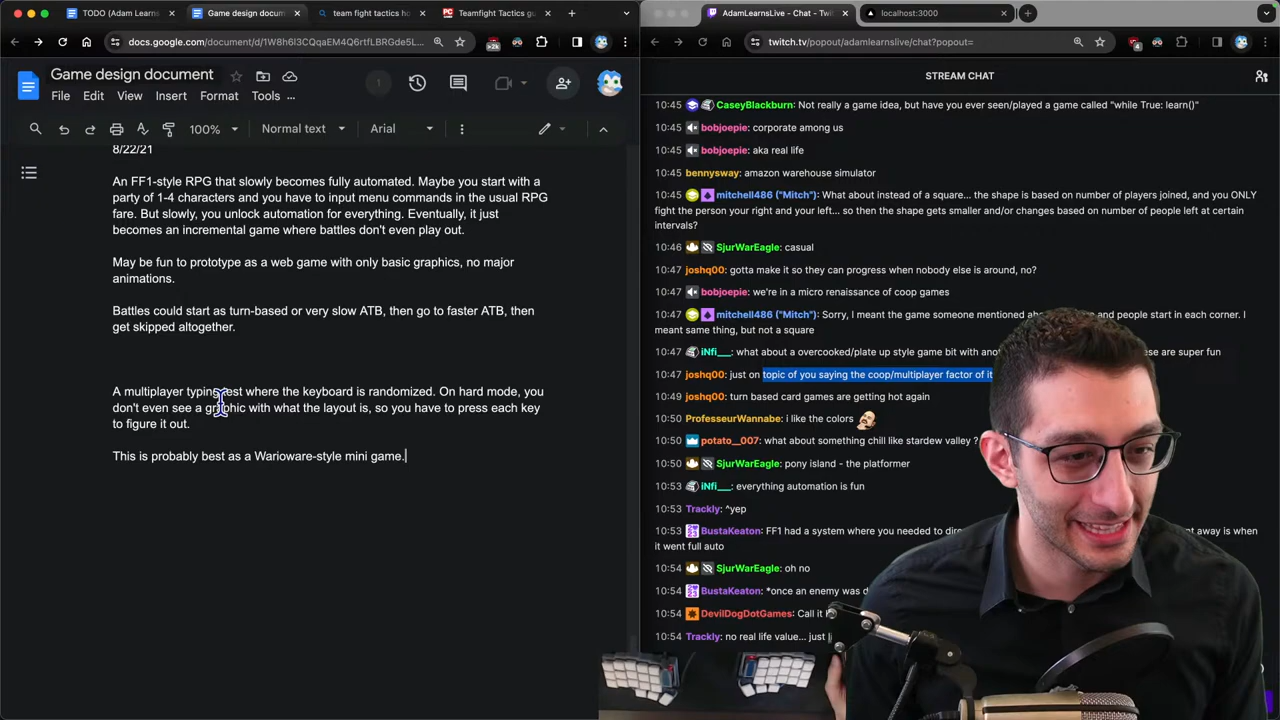 TODO (Adam Learns
Game design docum
team fight tactics ho
Teamfight Tactics gu
docs.google.com/document/d/1W8h6I3CQqaEM4Q6rtfLBRGde5L...
Game design document
File Edit View Insert Format Tools
100% Normal text Arial
8/22/21
An FF1-style RPG that slowly becomes fully automated. Maybe you start with a
party of 1-4 characters and you have to input menu commands in the usual RPG
fare. But slowly, you unlock automation for everything. Eventually, it just
becomes an incremental game where battles don't even play out.
May be fun to prototype as a web game with only basic graphics, no major
animations.
Battles could start as turn-based or very slow ATB, then go to faster ATB, then
get skipped altogether.
A multiplayer typing test where the keyboard is randomized. On hard mode, you
don't even see a graphic with what the layout is, so you have to press each key
to figure it out.
This is probably best as a Warioware-style mini game.
AdamLearnsLive - Chat - Twi
localhost:3000
twitch.tv/popout/adamlearnslive/chat?popout=
STREAM CHAT
10:45 CaseyBlackburn: Not really a game idea, but have you ever seen/played a game called "while True: learn()"
10:45 bobjoepie: corporate among us
10:45 bobjoepie: aka real life
10:45 bennysway: amazon warehouse simulator
10:45 mitchell486 ("Mitch"): What about instead of a square... the shape is based on number of players joined, and you ONLY
fight the person your right and your left... so then the shape gets smaller and/or changes based on number of people left at certain
intervals?
10:46 SjurWarEagle: casual
10:47 joshq00: gotta make it so they can progress when nobody else is around, no?
10:47 bobjoepie: we're in a micro renaissance of coop games
10:47 mitchell486 ("Mitch"): Sorry, I meant the game someone mentioned abo
e and people start in each corner. I
meant same thing, but not a square
10:47 iNfi___: what about a overcooked/plate up style game bit with anot
ese are super fun
10:47 joshq00: just on topic of you saying the coop/multiplayer factor of it
10:49 joshq00: turn based card games are getting hot again
10:50 ProfesseurWannabe: i like the colors
10:50 potato__007: what about something chill like stardew valley ?
10:50 SjurWarEagle: pony island - the platformer
10:53 iNfi___: everything automation is fun
10:53 Trackly: ^yep
10:53 BustaKeaton: FF1 had a system where you needed to dire
nt away is when
it went full auto
10:54 SjurWarEagle: oh no
10:54 BustaKeaton: *once an enemy was d
10:54 DevilDogDotGames: Call it
10:54 Trackly: no real life value... just